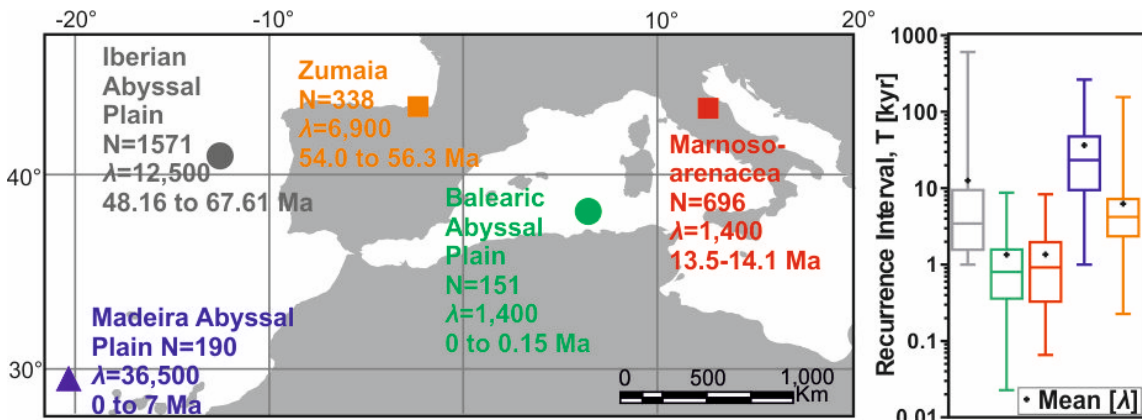 -20°
-10°
10°
20°
40°
30°
Iberian
Abyssal
Plain
N=1571
λ=12,500
48.16 to 67.61 Ma
Zumaia
N=338
λ=6,900
54.0 to 56.3 Ma
Balearic
Abyssal
Plain
N=151
λ=1,400
0 to 0.15 Ma
Marnoso-
arenacea
N=696
λ=1,400
13.5-14.1 Ma
Madeira Abyssal
Plain N=190
λ=36,500
0 to 7 Ma
0 500 1,000
Km
Recurrence Interval, T [kyr]
1000
100
10
1
0.1
0.01
Mean [λ]